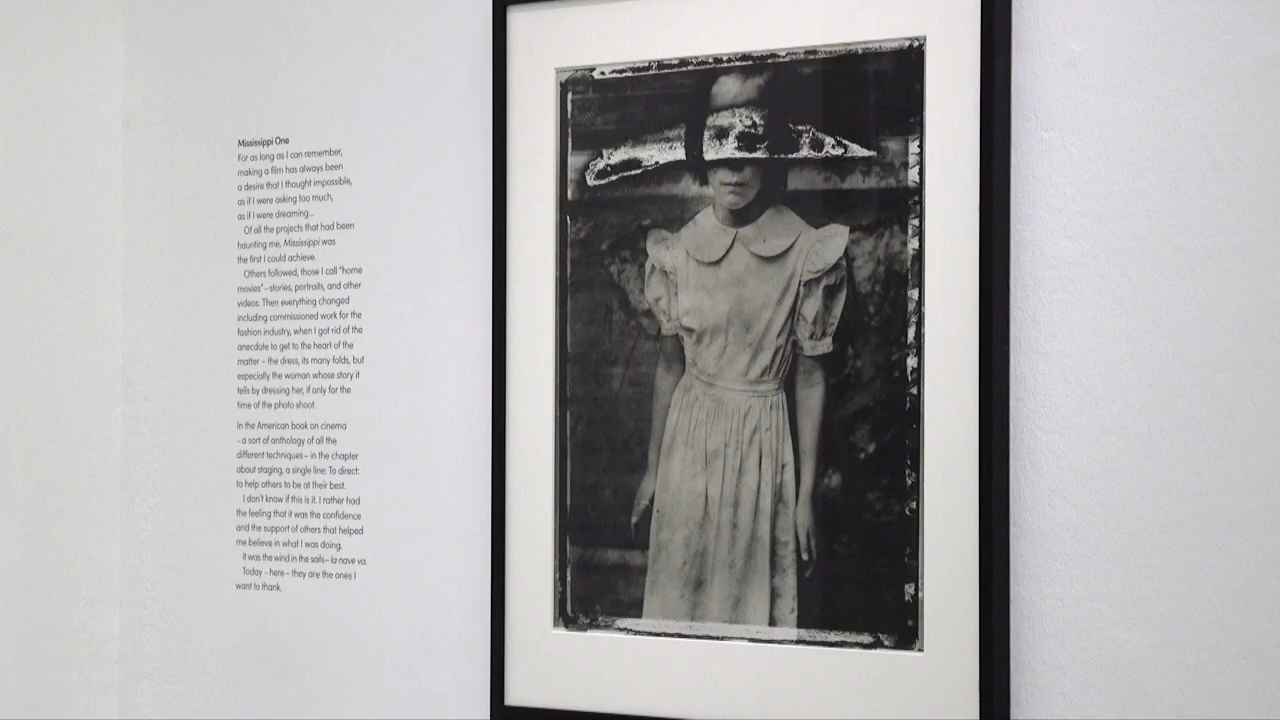 Mississippi One
For as long as I can remember,
making a film has always been
a desire that I thought impossible,
as if I were asking too much,
as if I were dreaming...
Of all the projects that had been
haunting me, Mississippi was
the first I could achieve.
Others followed, those I call "home
movies" – stories, portraits, and other
videos. Then everything changed
including commissioned work for the
fashion industry, when I got rid of the
anecdote to get to the heart of the
matter – the dress, its many folds, but
especially the woman whose story it
tells by dressing her, if only for the
time of the photo shoot.
In the American book on cinema
– a sort of anthology of all the
different techniques – in the chapter
about staging, a single line: To direct:
to help others to be at their best.
I don't know if this is it. I rather had
the feeling that it was the confidence
and the support of others that helped
me believe in what I was doing.
It was the wind in the sails – la nave va.
Today – here – they are the ones I
want to thank.